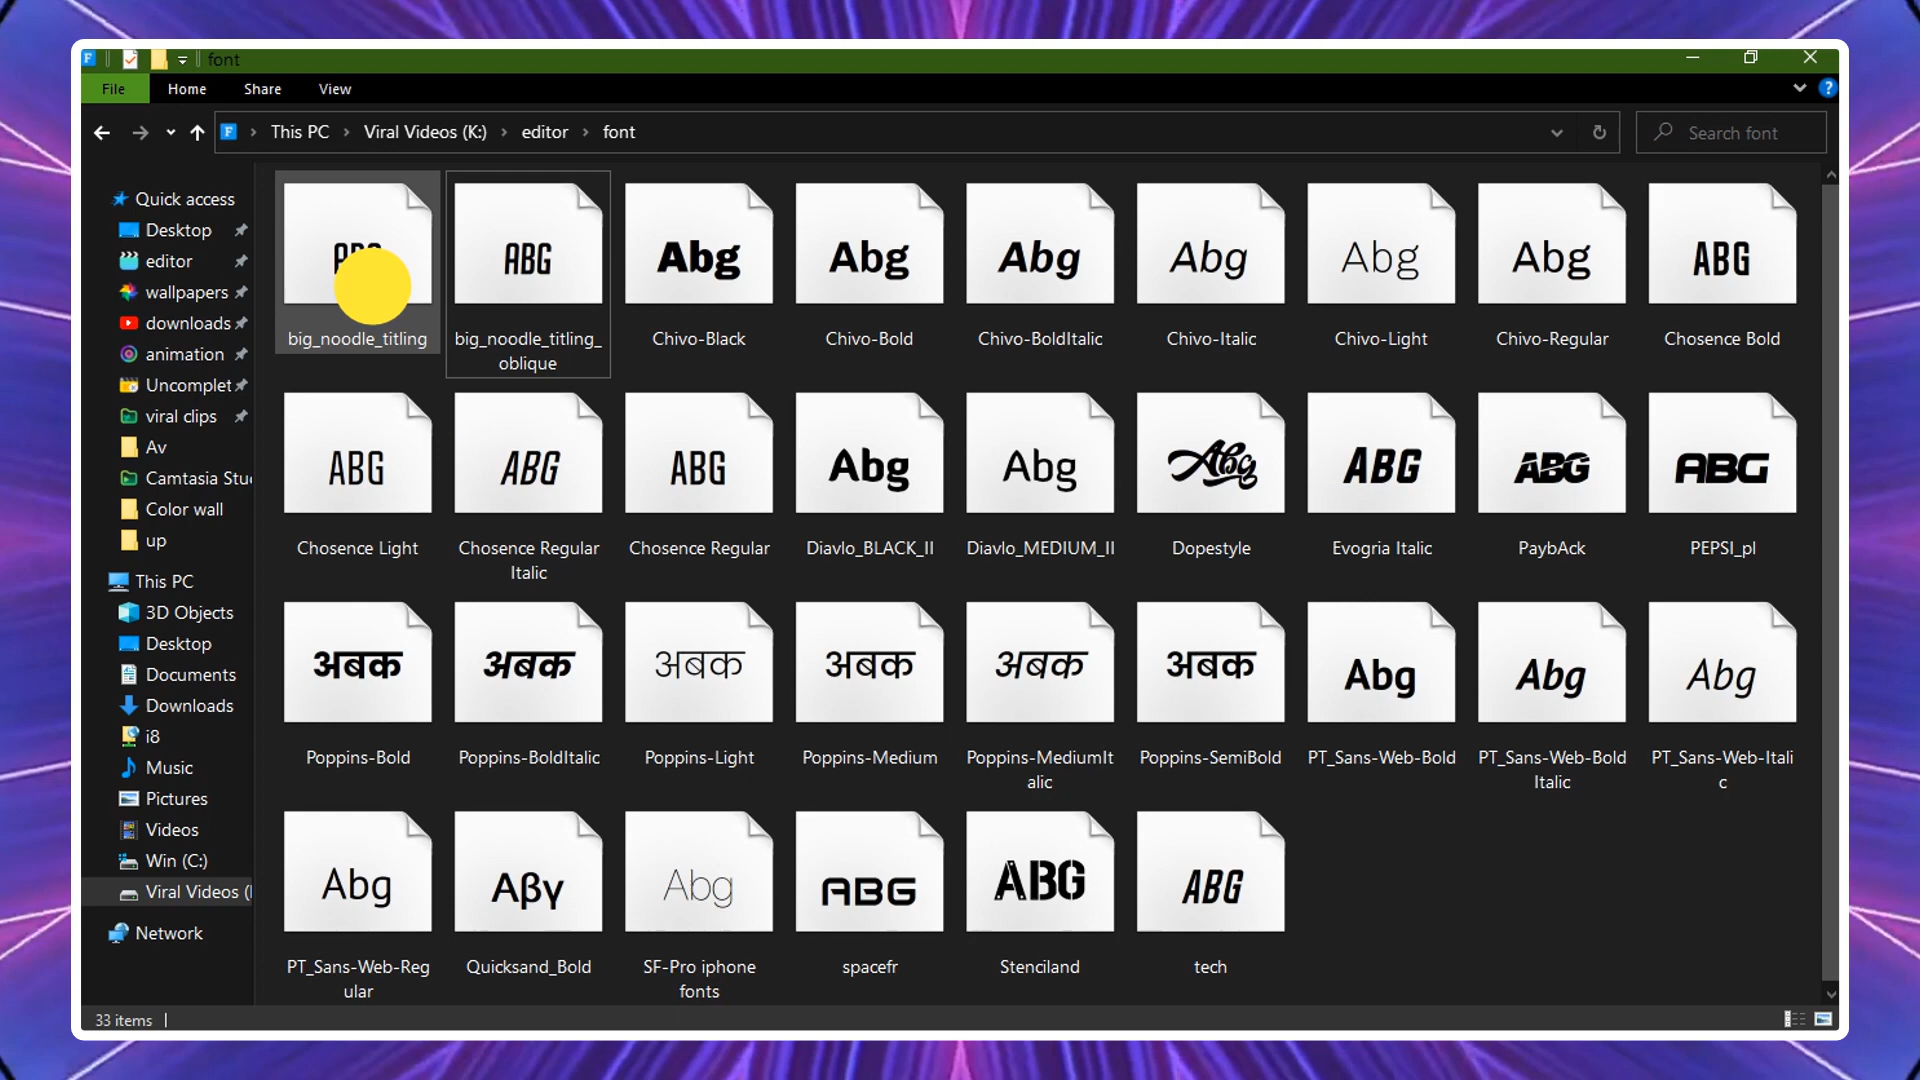 font
File Home Share View
This PC Viral Videos (K:) editor font Search font
Quick access
Desktop
editor
wallpapers
downloads
animation
Uncomplet
viral clips
Av
Camtasia Stu
Color wall
up
This PC
3D Objects
Desktop
Documents
Downloads
i8
Music
Pictures
Videos
Win (C:)
Viral Videos (
Network
ABG ABG Abg Abg Abg Abg Abg Abg ABG
big_noodle_titling big_noodle_titling_ Chivo-Black Chivo-Bold Chivo-BoldItalic Chivo-Italic Chivo-Light Chivo-Regular Chosence Bold
oblique
ABG ABG ABG Abg Abg Abg ABG ABG ABG
Chosence Light Chosence Regular Chosence Regular Diavlo_BLACK_II Diavlo_MEDIUM_II Dopestyle Evogria Italic PaybAck PEPSI_pl
Italic
अबक अबक अबक अबक अबक अबक Abg Abg Abg
Poppins-Bold Poppins-BoldItalic Poppins-Light Poppins-Medium Poppins-MediumIt Poppins-SemiBold PT_Sans-Web-Bold PT_Sans-Web-Bold PT_Sans-Web-Itali
alic Italic c
Abg Αβγ Abg ABG ABG ABG
PT_Sans-Web-Reg Quicksand_Bold SF-Pro iphone spacefr Stenciland tech
ular fonts
33 items